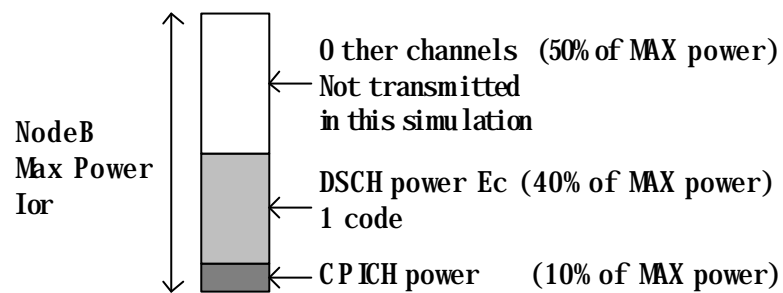 Other channels (50% of MAX power)
Not transmitted
in this simulation
NodeB
Max Power
Ior
DSCH power Ec (40% of MAX power)
1 code
CPICH power (10% of MAX power)